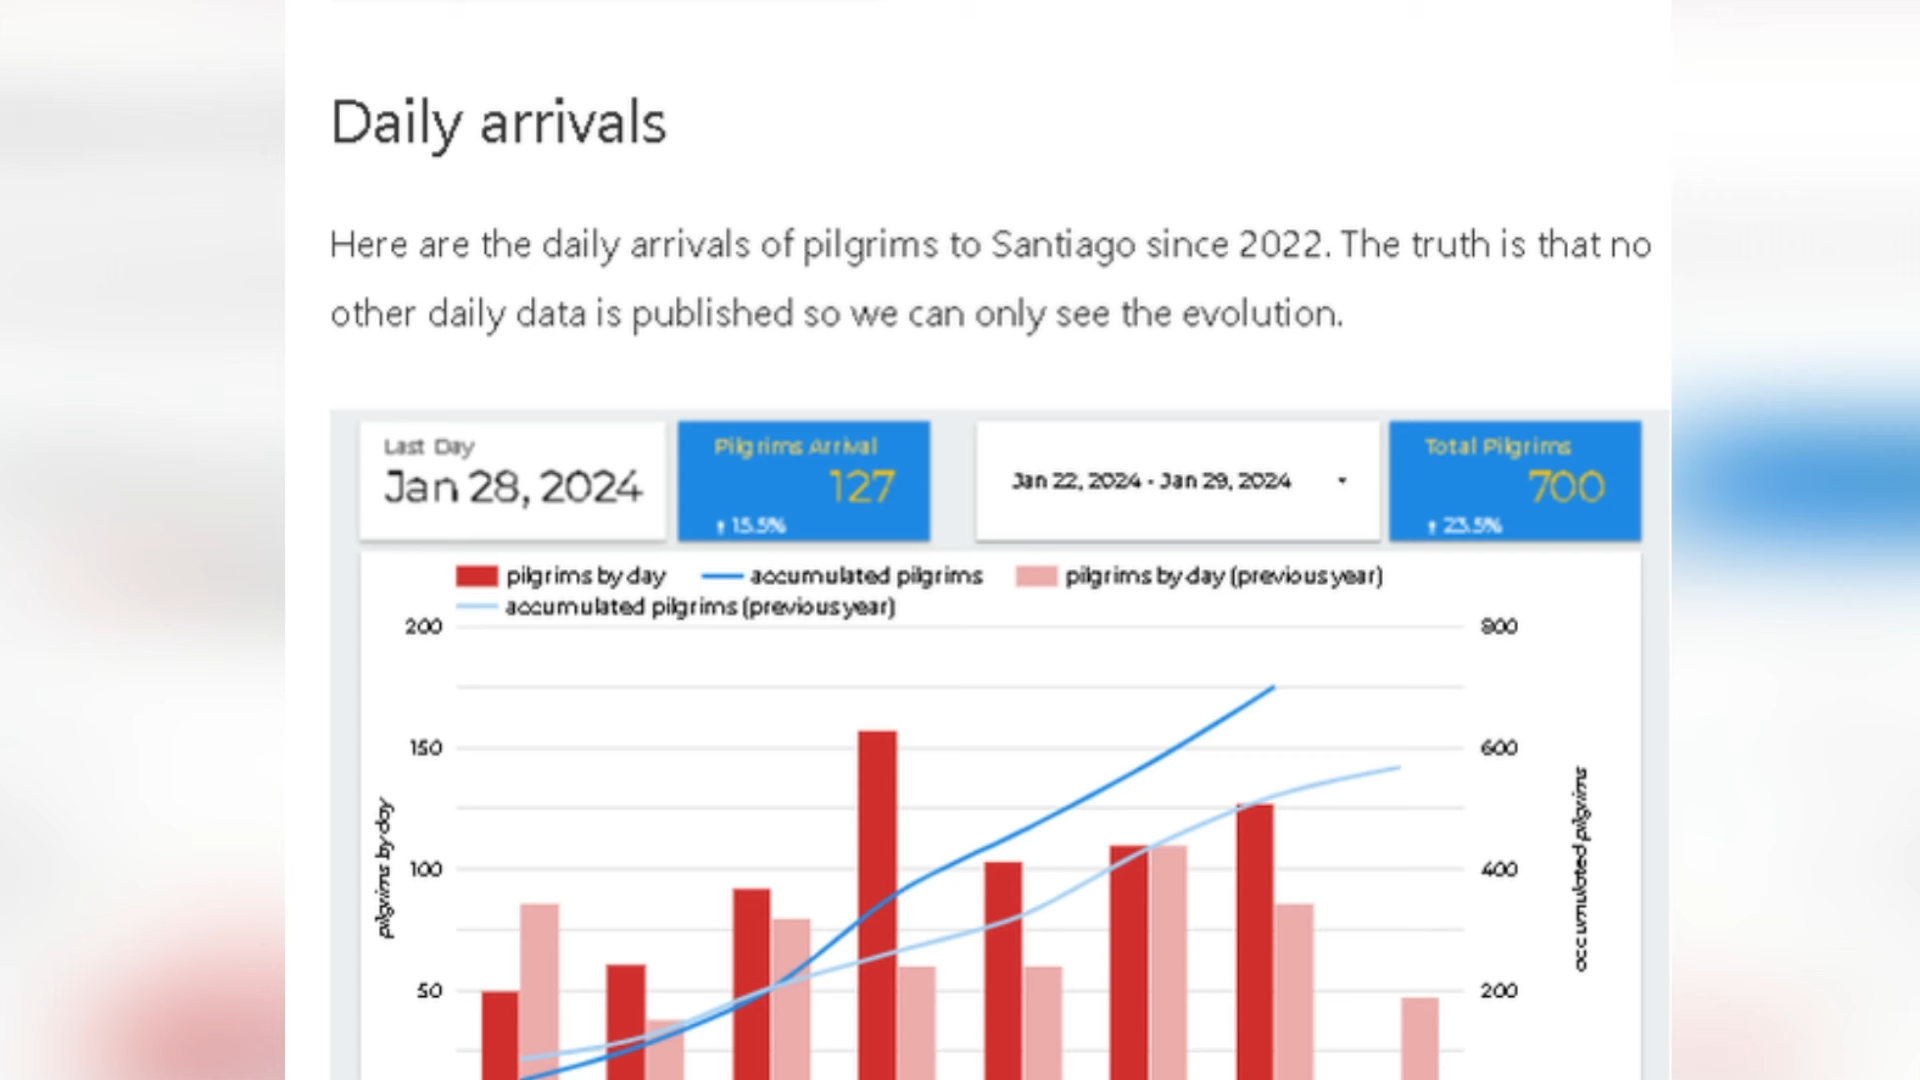 Daily arrivals
Here are the daily arrivals of pilgrims to Santiago since 2022. The truth is that no
other daily data is published so we can only see the evolution.
Last Day
Jan 28, 2024
Pilgrims Arrival
127
↑ 15.5%
Jan 22, 2024 - Jan 29, 2024
Total Pilgrims
700
↑ 23.5%
pilgrims by day
accumulated pilgrims
pilgrims by day (previous year)
accumulated pilgrims (previous year)
200
150
100
50
pilgrims by day
800
600
400
200
accumulated pilgrims